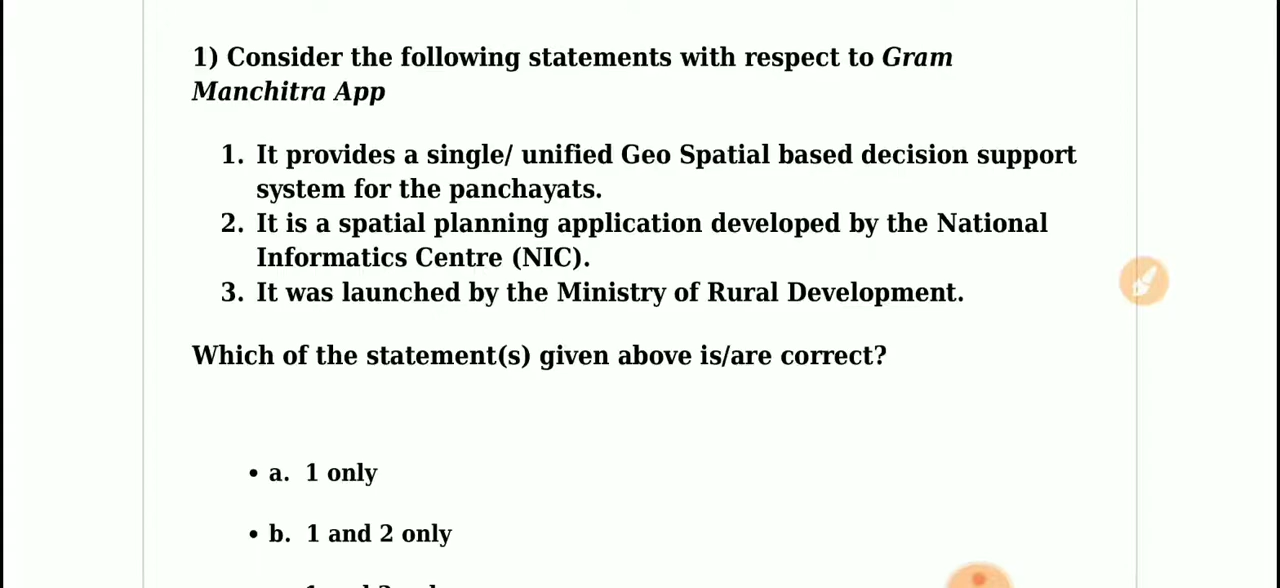 1) Consider the following statements with respect to Gram
Manchitra App
1. It provides a single/ unified Geo Spatial based decision support
system for the panchayats.
2. It is a spatial planning application developed by the National
Informatics Centre (NIC).
3. It was launched by the Ministry of Rural Development.
Which of the statement(s) given above is/are correct?
• a. 1 only
• b. 1 and 2 only